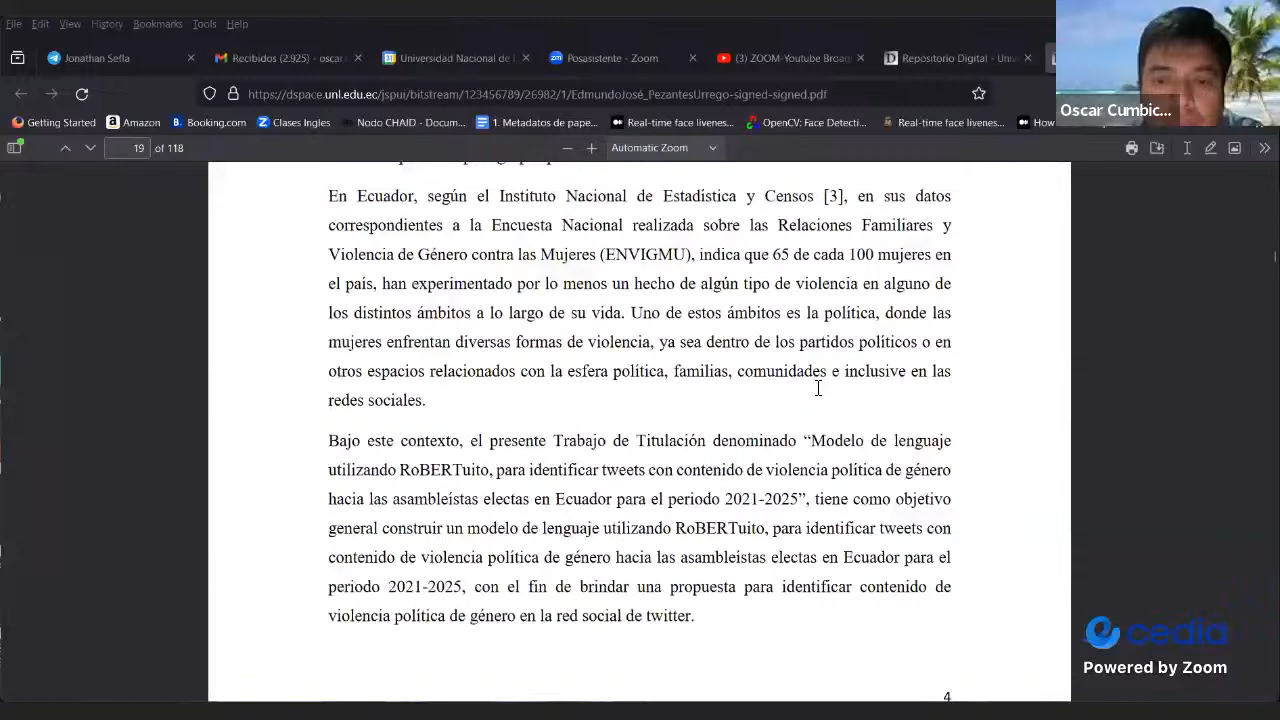 File Edit View History Bookmarks Tools Help
Jonathan Sefla
Recibidos (2.925) - oscar
Universidad Nacional de
Posasistente - Zoom
(3) ZOOM-Youtube Broa
Repositorio Digital - Univ
https://dspace.unl.edu.ec/jspui/bitstream/123456789/26982/1/EdmundoJosé_PezantesUrrego-signed-signed.pdf
Oscar Cumbic...
Getting Started
Amazon
Booking.com
Clases Ingles
1. Metadatos de pape...
Real-time face livenes...
OpenCV: Face Detecti...
Real-time face livenes...
How
19 of 118
Automatic Zoom
En Ecuador, según el Instituto Nacional de Estadística y Censos [3], en sus datos
correspondientes a la Encuesta Nacional realizada sobre las Relaciones Familiares y
Violencia de Género contra las Mujeres (ENVIGMU), indica que 65 de cada 100 mujeres en
el país, han experimentado por lo menos un hecho de algún tipo de violencia en alguno de
los distintos ámbitos a lo largo de su vida. Uno de estos ámbitos es la política, donde las
mujeres enfrentan diversas formas de violencia, ya sea dentro de los partidos políticos o en
otros espacios relacionados con la esfera política, familias, comunidades e inclusive en las
redes sociales.
Bajo este contexto, el presente Trabajo de Titulación denominado “Modelo de lenguaje
utilizando RoBERTuito, para identificar tweets con contenido de violencia política de género
hacia las asambleístas electas en Ecuador para el periodo 2021-2025”, tiene como objetivo
general construir un modelo de lenguaje utilizando RoBERTuito, para identificar tweets con
contenido de violencia política de género hacia las asambleístas electas en Ecuador para el
periodo 2021-2025, con el fin de brindar una propuesta para identificar contenido de
violencia política de género en la red social de twitter.
cedia
Powered by Zoom
4